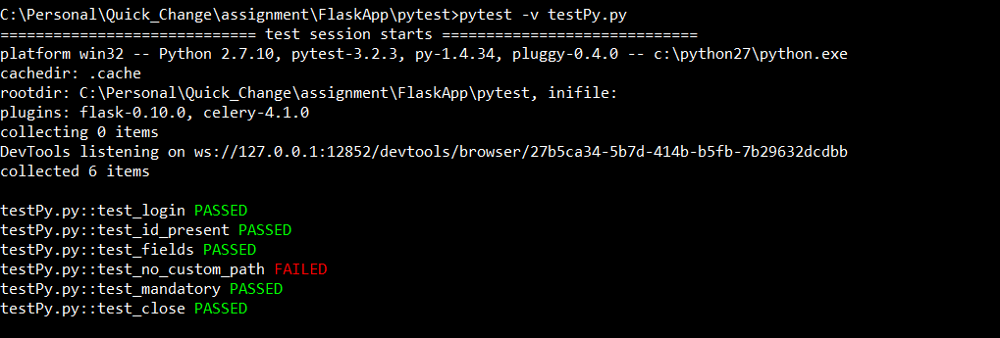 C:\Personal\Quick_Change\assignment\FlaskApp\pytest>pytest -v testPy.py
============================= test session starts =============================
platform win32 -- Python 2.7.10, pytest-3.2.3, py-1.4.34, pluggy-0.4.0 -- c:\python27\python.exe
cachedir: .cache
rootdir: C:\Personal\Quick_Change\assignment\FlaskApp\pytest, inifile:
plugins: flask-0.10.0, celery-4.1.0
collecting 0 items
DevTools listening on ws://127.0.0.1:12852/devtools/browser/27b5ca34-5b7d-414b-b5fb-7b29632dcdbb
collected 6 items
testPy.py::test_login PASSED
testPy.py::test_id_present PASSED
testPy.py::test_fields PASSED
testPy.py::test_no_custom_path FAILED
testPy.py::test_mandatory PASSED
testPy.py::test_close PASSED